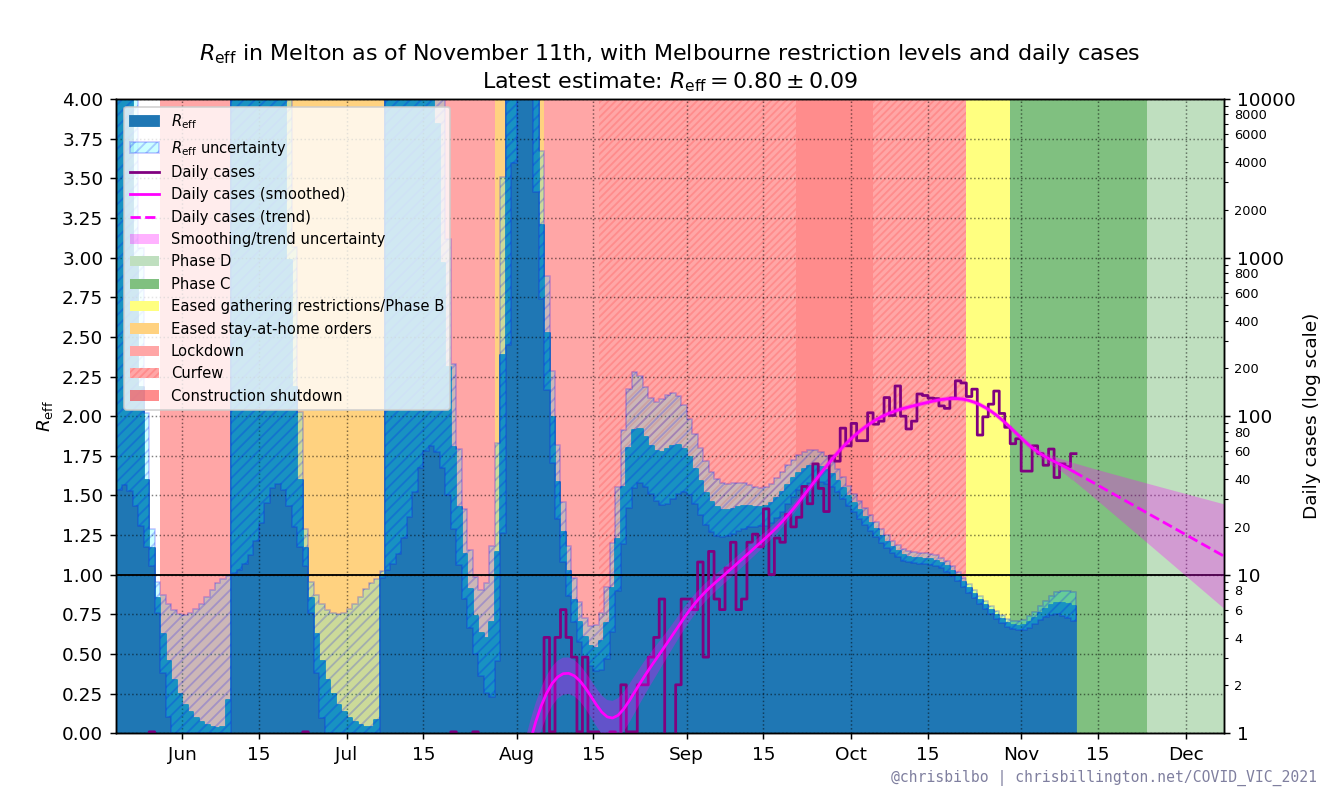 R_eff in Melton as of November 11th, with Melbourne restriction levels and daily cases
Latest estimate: R_eff = 0.80 ± 0.09
R_eff
R_eff uncertainty
Daily cases
Daily cases (smoothed)
Daily cases (trend)
Smoothing/trend uncertainty
Phase D
Phase C
Eased gathering restrictions/Phase B
Eased stay-at-home orders
Lockdown
Curfew
Construction shutdown
R_eff
4.00
3.75
3.50
3.25
3.00
2.75
2.50
2.25
2.00
1.75
1.50
1.25
1.00
0.75
0.50
0.25
0.00
10000
8000
6000
4000
2000
1000
800
600
400
200
100
80
60
40
20
10
8
6
4
2
1
Daily cases (log scale)
Jun 15 Jul 15 Aug 15 Sep 15 Oct 15 Nov 15 Dec
@chrisbilbo | chrisbillington.net/COVID_VIC_2021